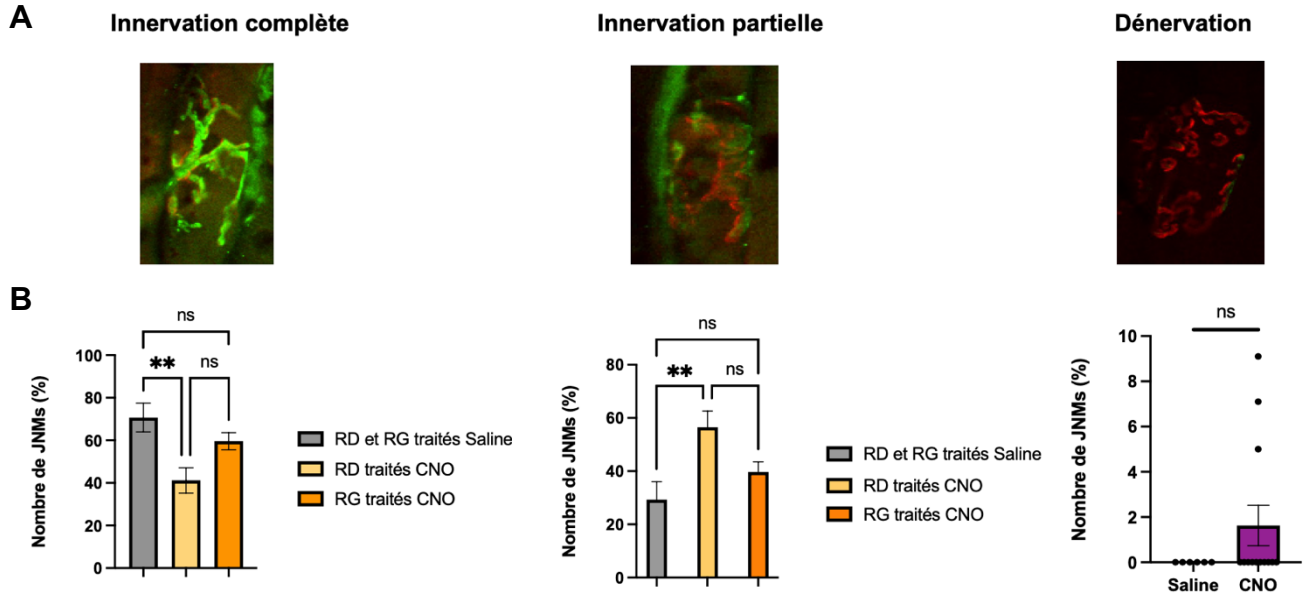 A
Innervation complète
Innervation partielle
Dénervation
B
ns
** ns
100
80
60
40
20
0
Nombre de JNMs (%)
RD et RG traités Saline
RD traités CNO
RG traités CNO
ns
** ns
80
60
40
20
0
Nombre de JNMs (%)
RD et RG traités Saline
RD traités CNO
RG traités CNO
ns
10
8
6
4
2
0
Nombre de JNMs (%)
Saline CNO